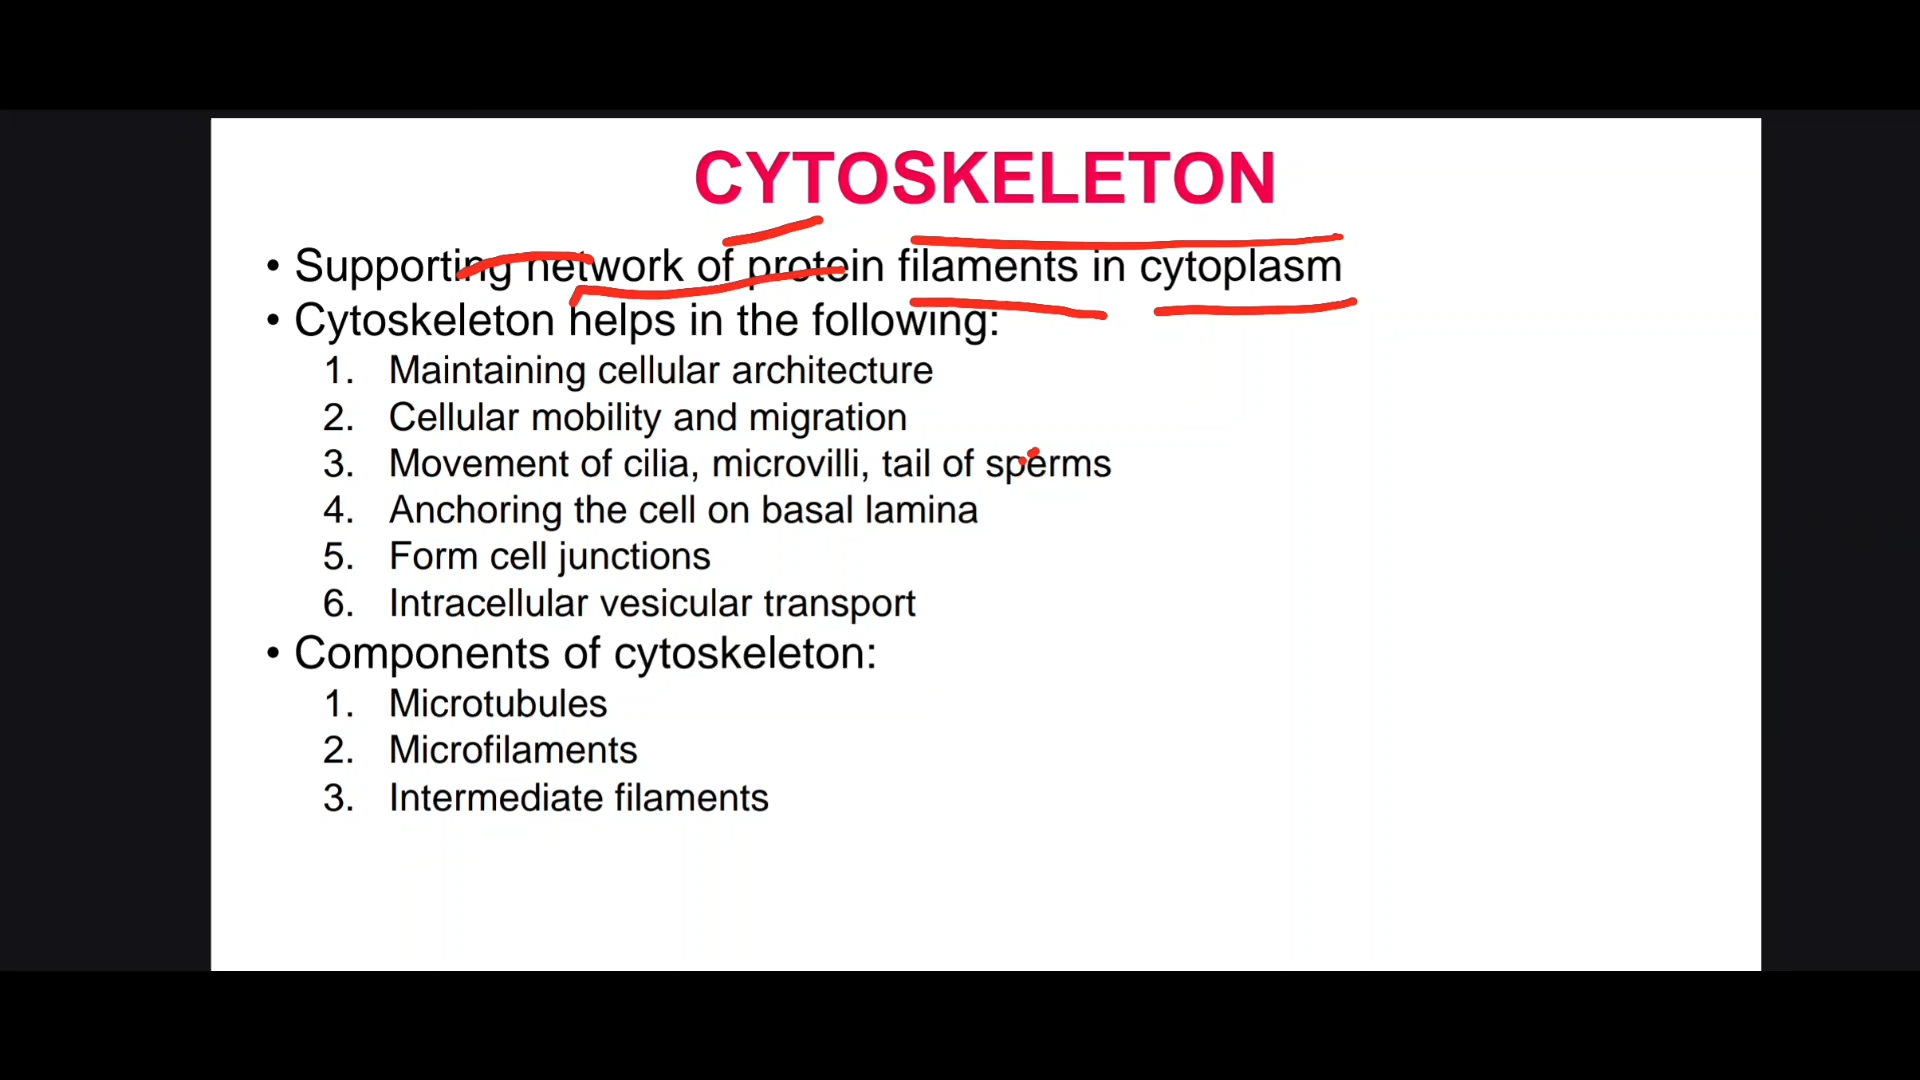 CYTOSKELETON
• Supporting network of protein filaments in cytoplasm
• Cytoskeleton helps in the following:
1. Maintaining cellular architecture
2. Cellular mobility and migration
3. Movement of cilia, microvilli, tail of sperms
4. Anchoring the cell on basal lamina
5. Form cell junctions
6. Intracellular vesicular transport
• Components of cytoskeleton:
1. Microtubules
2. Microfilaments
3. Intermediate filaments